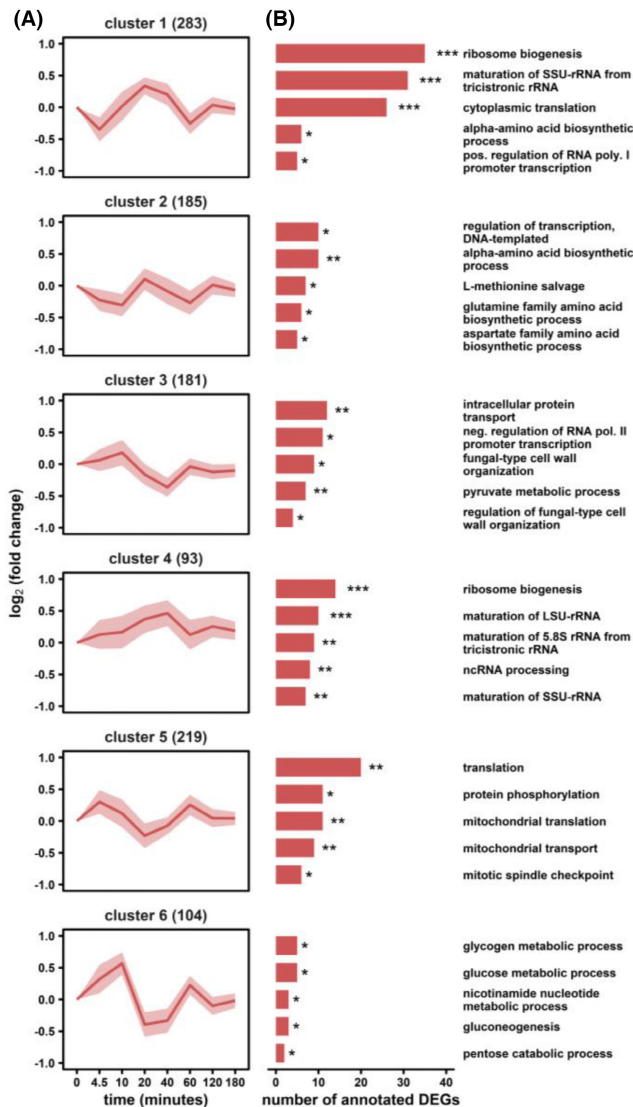 (A)
(B)
cluster 1 (283)
1.0
0.5
0.0
-0.5
-1.0
*** ribosome biogenesis
*** maturation of SSU-rRNA from
tricistronic rRNA
*** cytoplasmic translation
* alpha-amino acid biosynthetic
process
* pos. regulation of RNA poly. I
promoter transcription
cluster 2 (185)
1.0
0.5
0.0
-0.5
-1.0
* regulation of transcription,
DNA-templated
** alpha-amino acid biosynthetic
process
* L-methionine salvage
* glutamine family amino acid
biosynthetic process
* aspartate family amino acid
biosynthetic process
cluster 3 (181)
1.0
0.5
0.0
-0.5
-1.0
** intracellular protein
transport
* neg. regulation of RNA pol. II
promoter transcription
* fungal-type cell wall
organization
** pyruvate metabolic process
* regulation of fungal-type cell
wall organization
log2 (fold change)
cluster 4 (93)
1.0
0.5
0.0
-0.5
-1.0
*** ribosome biogenesis
*** maturation of LSU-rRNA
** maturation of 5.8S rRNA from
tricistronic rRNA
** ncRNA processing
** maturation of SSU-rRNA
cluster 5 (219)
1.0
0.5
0.0
-0.5
-1.0
** translation
* protein phosphorylation
** mitochondrial translation
** mitochondrial transport
* mitotic spindle checkpoint
cluster 6 (104)
1.0
0.5
0.0
-0.5
-1.0
* glycogen metabolic process
* glucose metabolic process
* nicotinamide nucleotide
metabolic process
* gluconeogenesis
* pentose catabolic process
0 4.5 10 20 40 60 120 180
time (minutes)
0 10 20 30 40
number of annotated DEGs